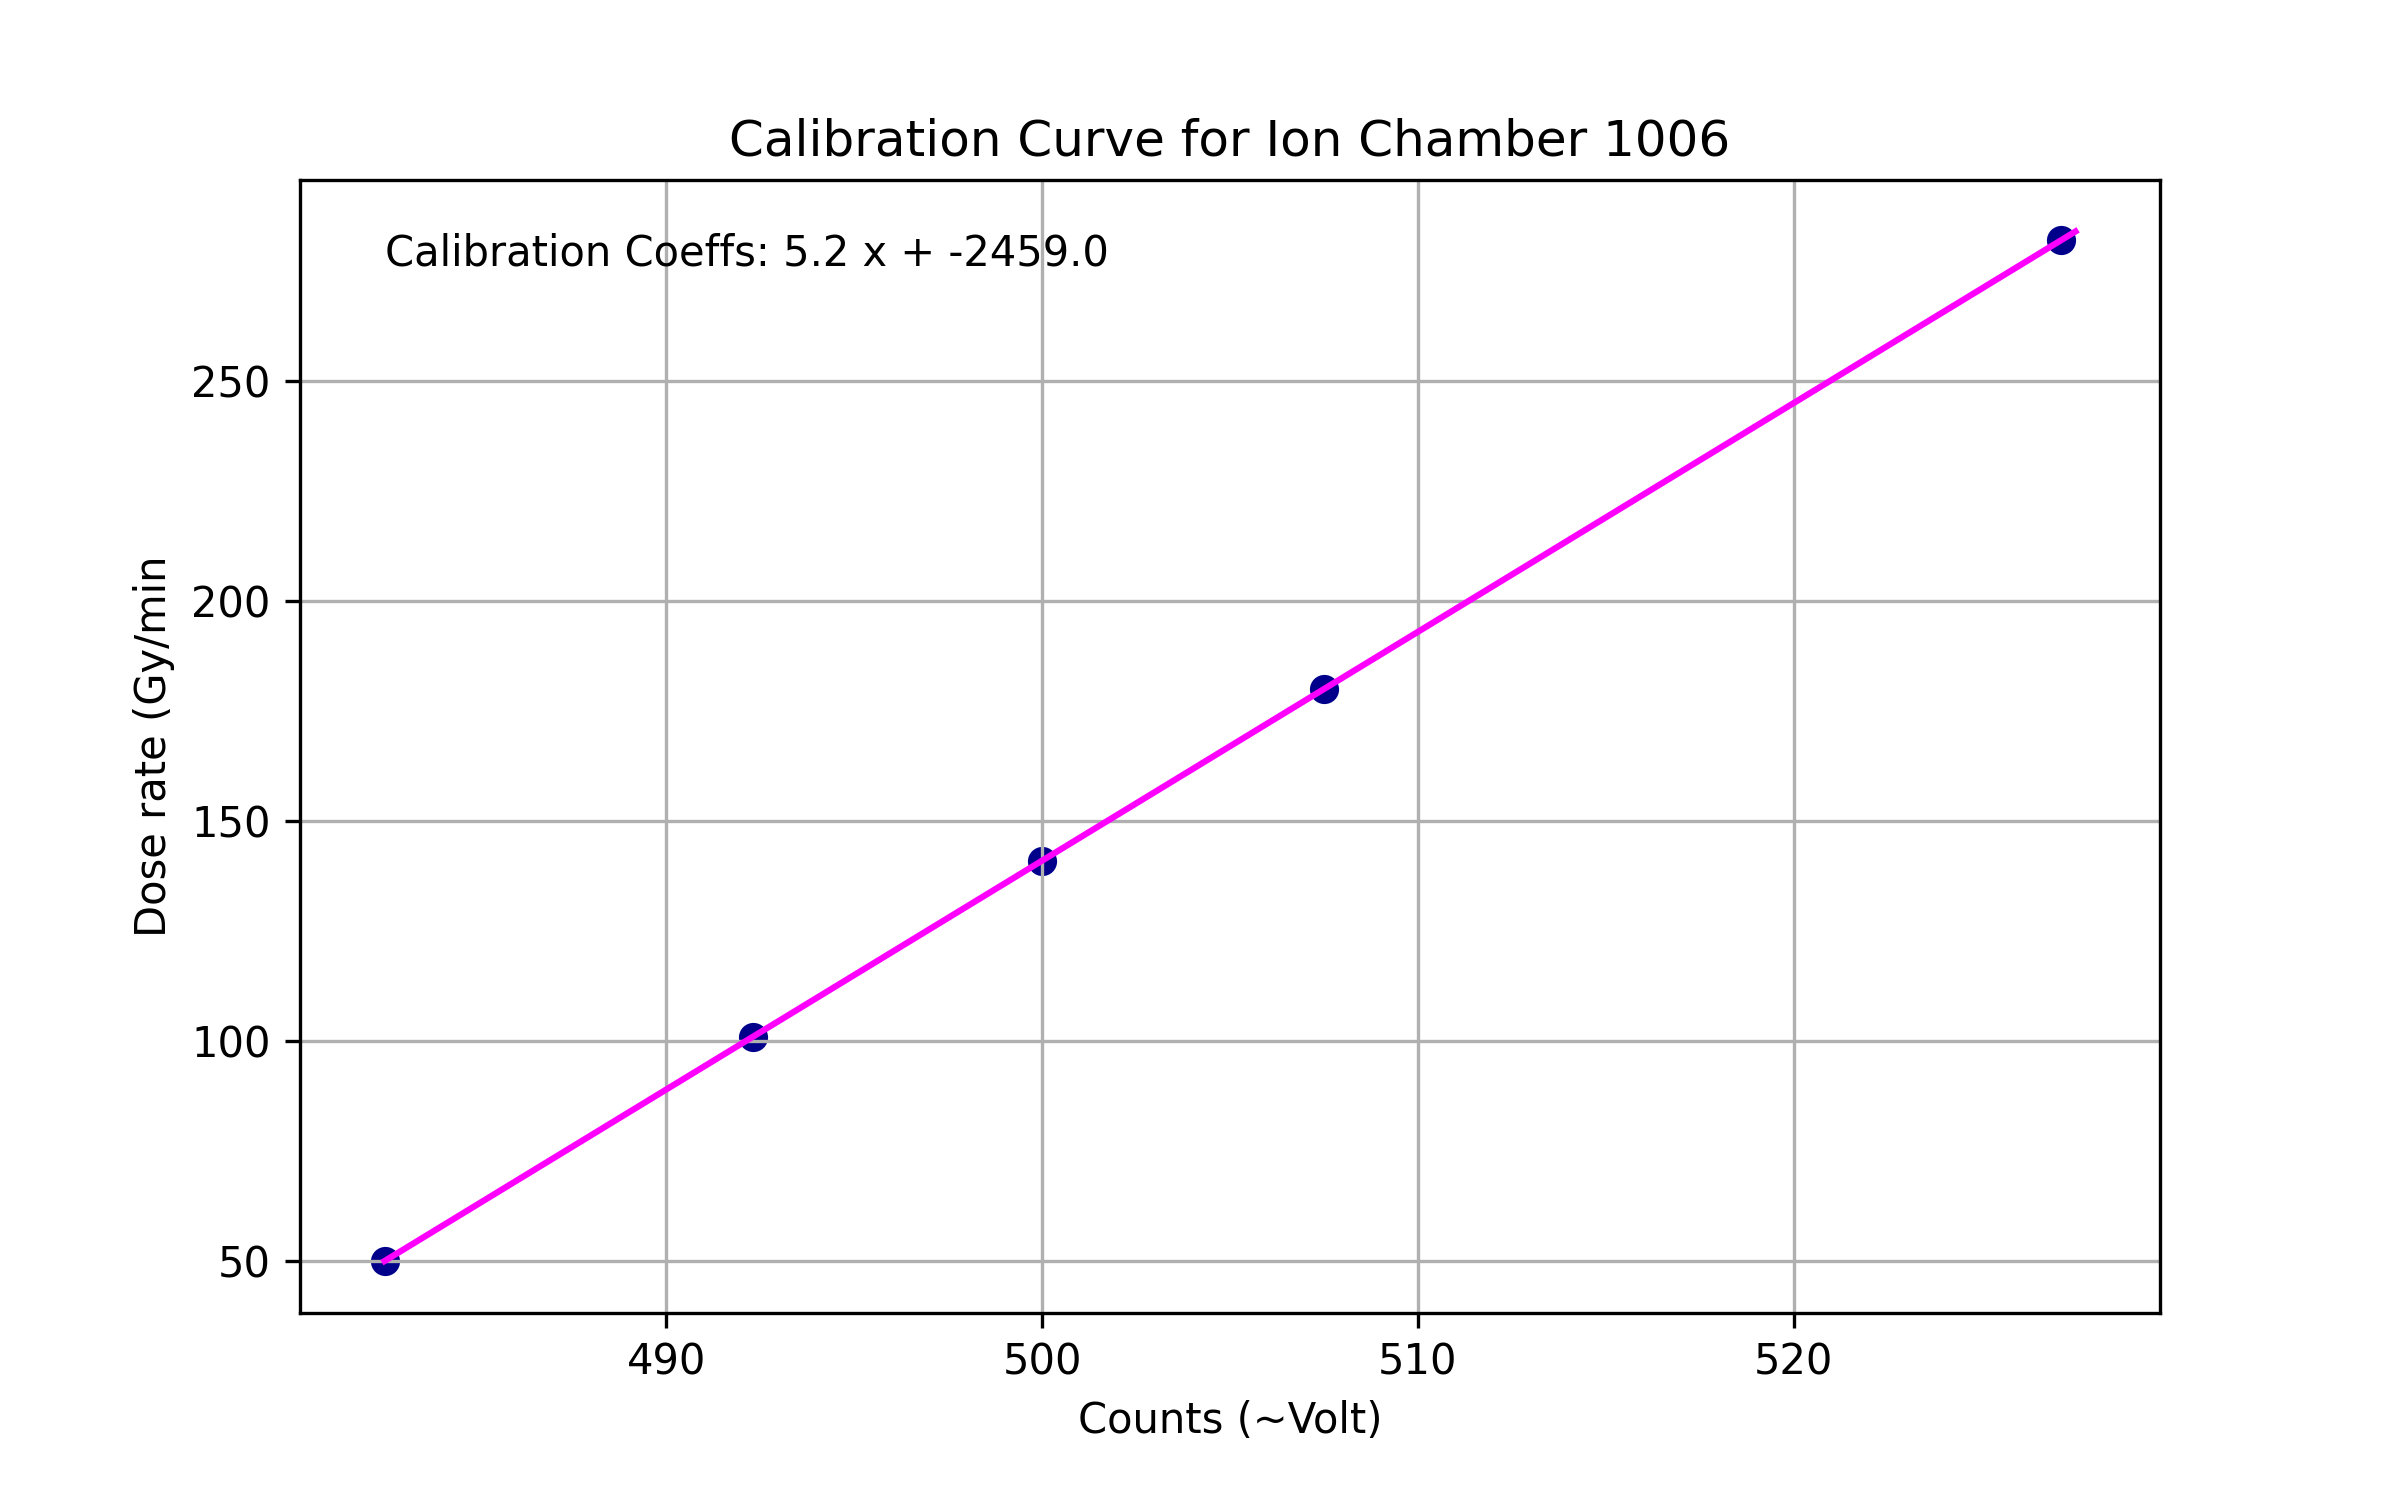 Calibration Curve for Ion Chamber 1006
Calibration Coeffs: 5.2 x + -2459.0
Dose rate (Gy/min
250
200
150
100
50
490 500 510 520
Counts (~Volt)